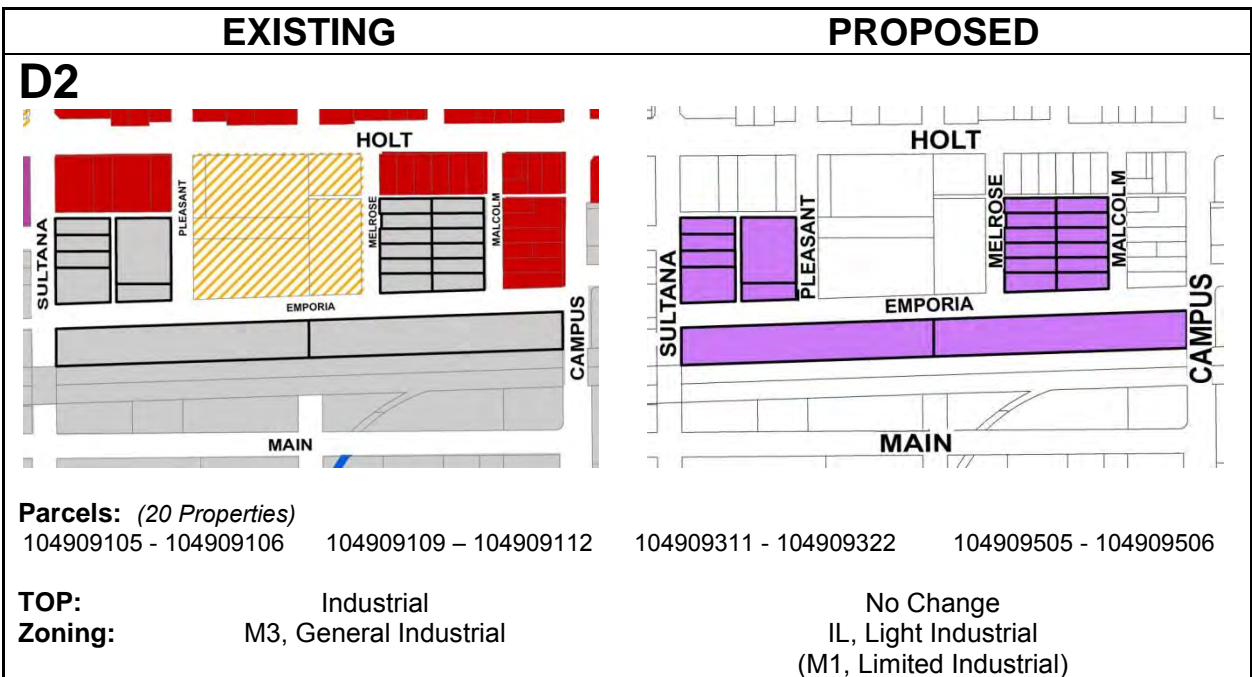 EXISTING PROPOSED
D2
HOLT
PLEASANT
MELROSE
MALCOLM
SULTANA
EMPORIA
CAMPUS
MAIN
HOLT
MELROSE
MALCOLM
PLEASANT
SULTANA
EMPORIA
CAMPUS
MAIN
Parcels: (20 Properties)
104909105 - 104909106 104909109 – 104909112 104909311 - 104909322 104909505 - 104909506
TOP: Industrial No Change
Zoning: M3, General Industrial IL, Light Industrial
(M1, Limited Industrial)